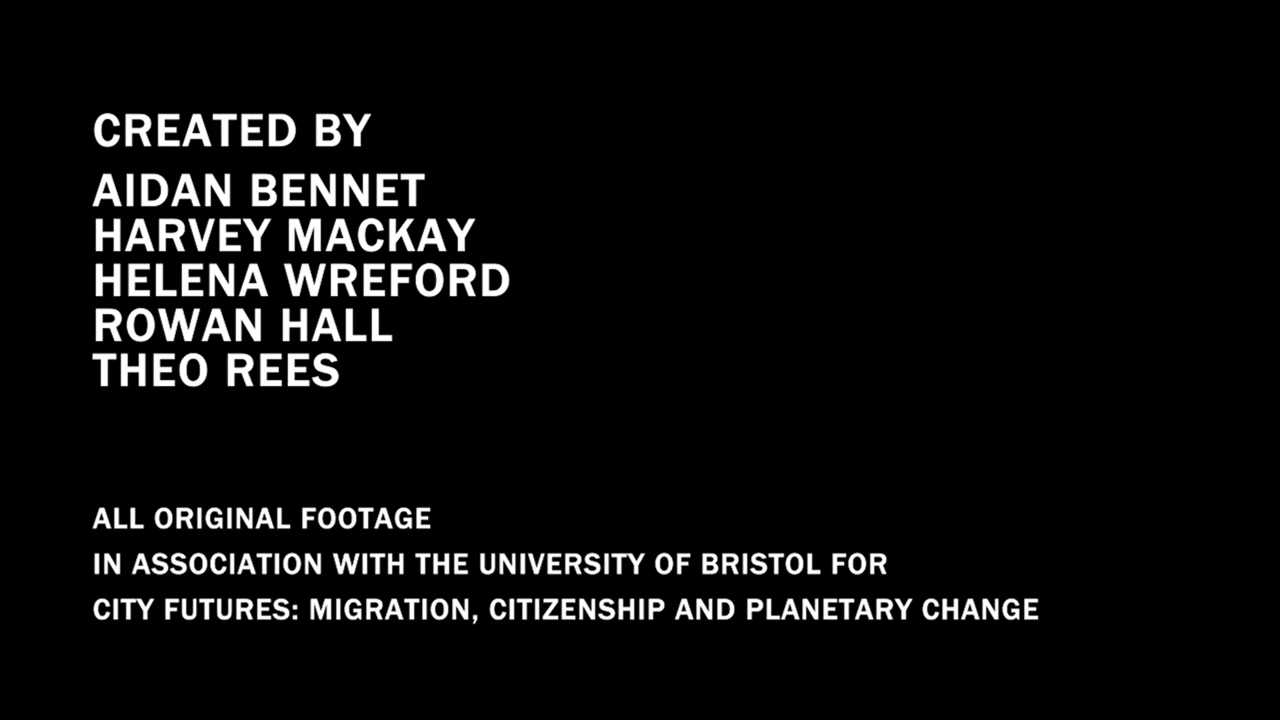 CREATED BY
AIDAN BENNET
HARVEY MACKAY
HELENA WREFORD
ROWAN HALL
THEO REES
ALL ORIGINAL FOOTAGE
IN ASSOCIATION WITH THE UNIVERSITY OF BRISTOL FOR
CITY FUTURES: MIGRATION, CITIZENSHIP AND PLANETARY CHANGE